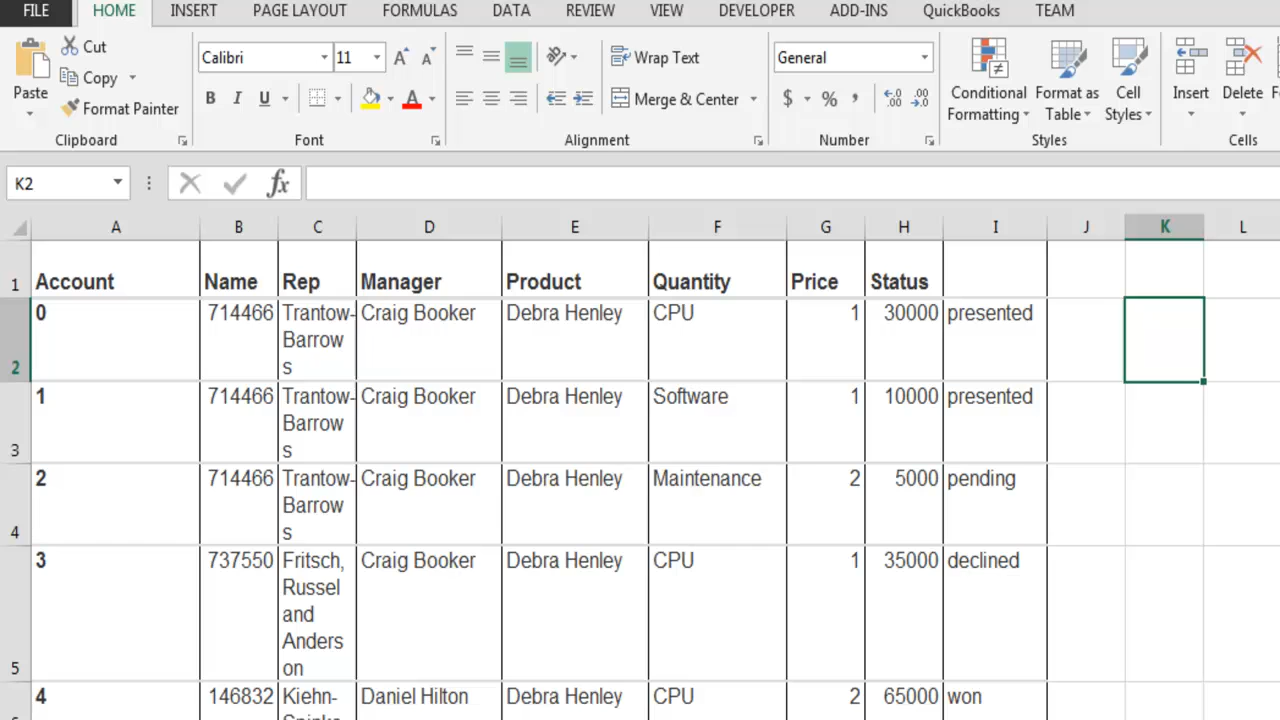 FILE HOME INSERT PAGE LAYOUT FORMULAS DATA REVIEW VIEW DEVELOPER ADD-INS QuickBooks TEAM
Cut
Copy
Format Painter
Paste
Clipboard
Calibri 11 A A
B I U A
Font
Wrap Text
Merge & Center
Alignment
General
$ % , .0 .00 .00 .0
Number
Conditional Formatting
Format as Table
Cell Styles
Styles
Insert Delete
Cells
K2 fx
A B C D E F G H I J K L
1 Account Name Rep Manager Product Quantity Price Status
2 0 714466 Trantow-Barrows Craig Booker Debra Henley CPU 1 30000 presented
3 1 714466 Trantow-Barrows Craig Booker Debra Henley Software 1 10000 presented
4 2 714466 Trantow-Barrows Craig Booker Debra Henley Maintenance 2 5000 pending
5 3 737550 Fritsch, Russel and Anderson Craig Booker Debra Henley CPU 1 35000 declined
4 146832 Kiehn- Daniel Hilton Debra Henley CPU 2 65000 won